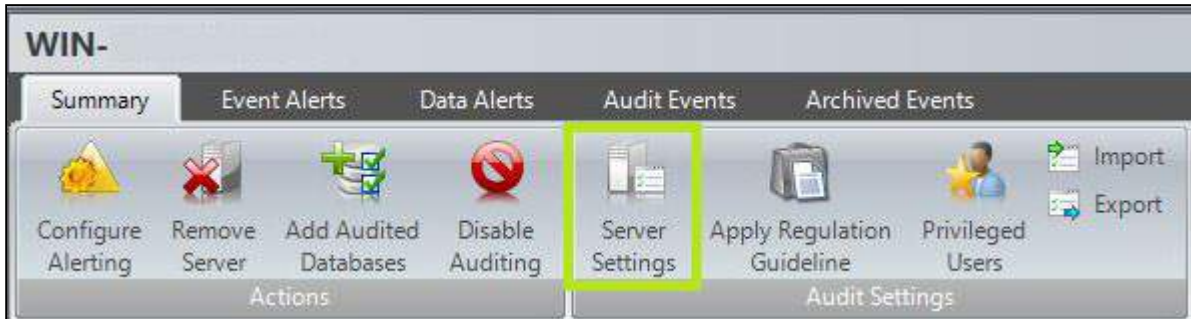 WIN-
Summary Event Alerts Data Alerts Audit Events Archived Events
Configure Alerting
Remove Server
Add Audited Databases
Disable Auditing
Server Settings
Apply Regulation Guideline
Privileged Users
Import
Export
Actions
Audit Settings